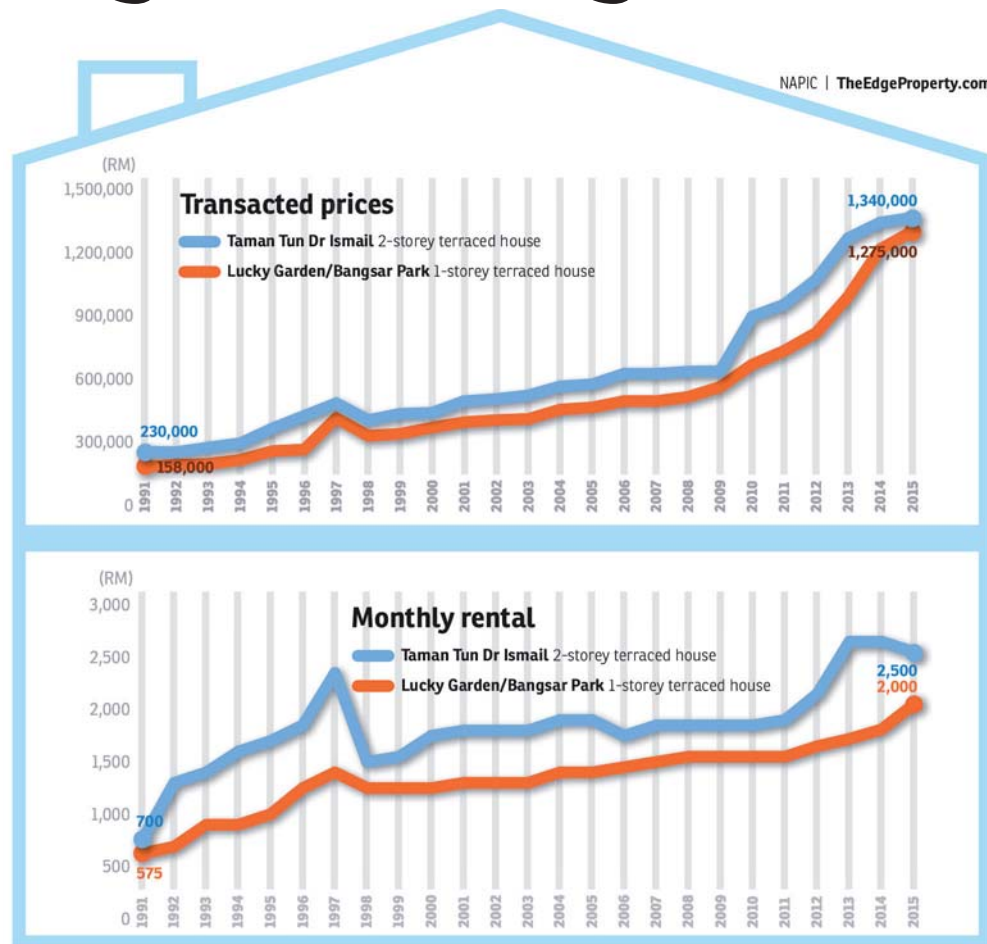 NAPIC | TheEdgeProperty.com
(RM)
1,500,000
1,200,000
900,000
600,000
300,000
0
Transacted prices
Taman Tun Dr Ismail 2-storey terraced house
Lucky Garden/Bangsar Park 1-storey terraced house
1,340,000
1,275,000
230,000
158,000
1991 1992 1993 1994 1995 1996 1997 1998 1999 2000 2001 2002 2003 2004 2005 2006 2007 2008 2009 2010 2011 2012 2013 2014 2015
(RM)
3,000
2,500
2,000
1,500
1,000
500
0
Monthly rental
Taman Tun Dr Ismail 2-storey terraced house
Lucky Garden/Bangsar Park 1-storey terraced house
2,500
2,000
700
575
1991 1992 1993 1994 1995 1996 1997 1998 1999 2000 2001 2002 2003 2004 2005 2006 2007 2008 2009 2010 2011 2012 2013 2014 2015